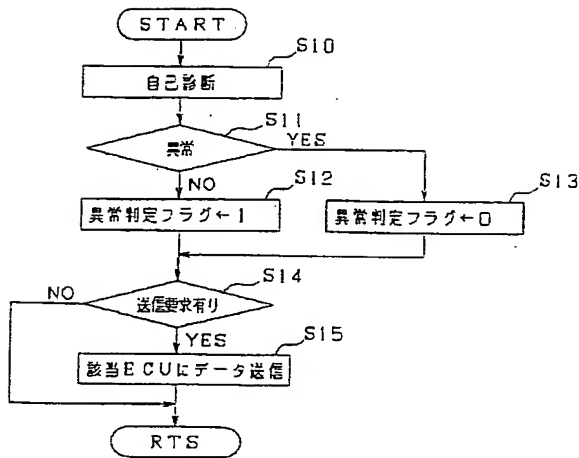 START
S10
自己診断
S11
異常
YES
NO
S12
S13
異常判定フラグ←1
異常判定フラグ←0
S14
NO
送信要求有り
YES
S15
該当ECUにデータ送信
RTS